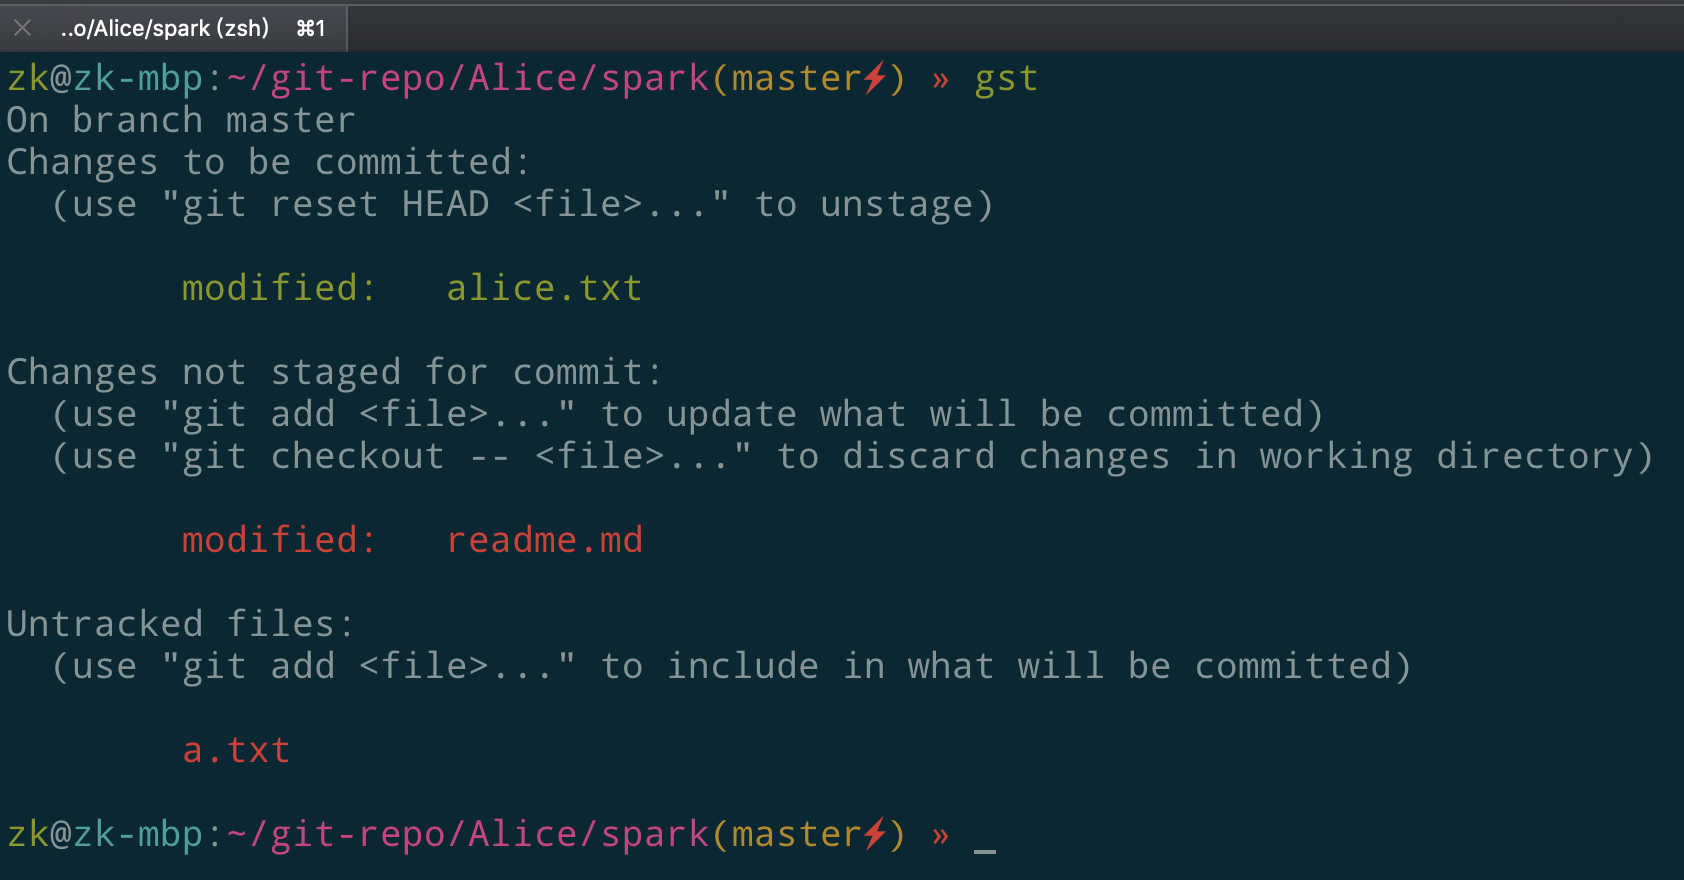 ..o/Alice/spark (zsh) ⌘1
zk@zk-mbp:~/git-repo/Alice/spark(master⚡) » gst
On branch master
Changes to be committed:
  (use "git reset HEAD <file>..." to unstage)
        modified:   alice.txt
Changes not staged for commit:
  (use "git add <file>..." to update what will be committed)
  (use "git checkout -- <file>..." to discard changes in working directory)
        modified:   readme.md
Untracked files:
  (use "git add <file>..." to include in what will be committed)
        a.txt
zk@zk-mbp:~/git-repo/Alice/spark(master⚡) » _